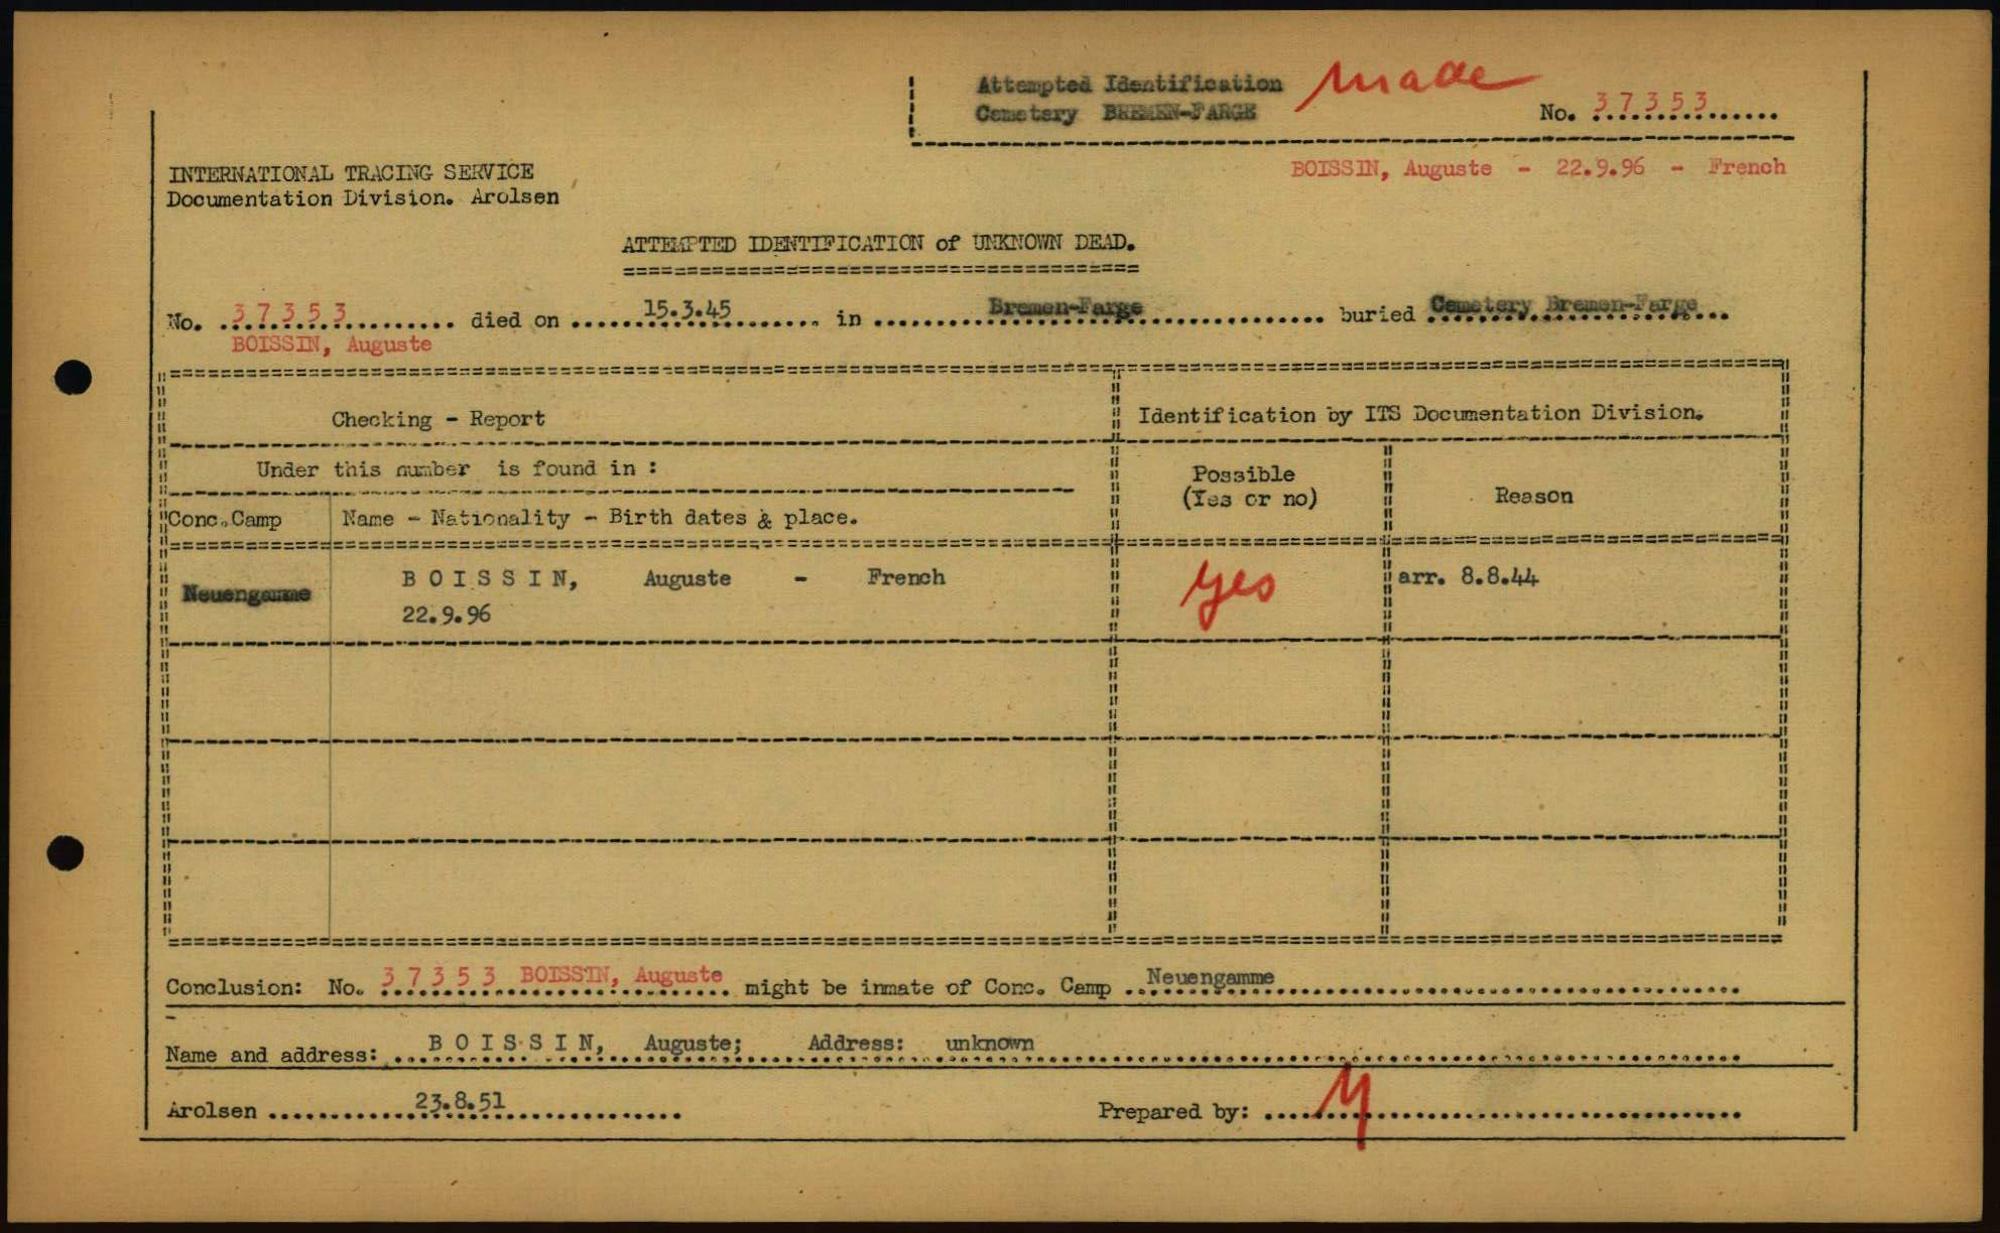 Attempted Identification made
Cemetery BREMEN-FARGE
No. 37353
INTERNATIONAL TRACING SERVICE
Documentation Division. Arolsen
BOISSIN, Auguste - 22.9.96 - French
ATTEMPTED IDENTIFICATION of UNKNOWN DEAD.
No. 37353 died on 15.3.45 in Bremen-Farge buried Cemetery Bremen-Farge
BOISSIN, Auguste
Checking - Report
Identification by ITS Documentation Division.
Under this number is found in :
Possible
(Yes or no)
Reason
Conc. Camp
Name - Nationality - Birth dates & place.
Neuengamme
BOISSIN, Auguste - French
22.9.96
yes
arr. 8.8.44
Conclusion: No. 37353 BOISSIN, Auguste might be inmate of Conc. Camp Neuengamme
Name and address: BOISSIN, Auguste; Address: unknown
Arolsen 23.8.51
Prepared by: